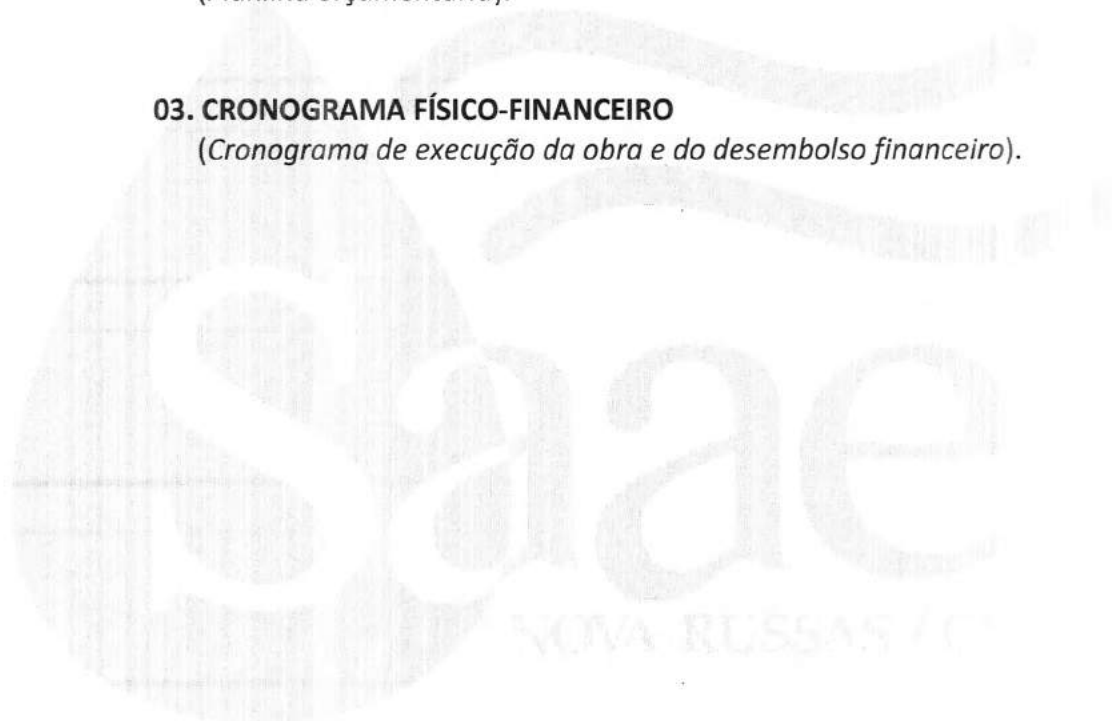 03. CRONOGRAMA FÍSICO-FINANCEIRO
(Cronograma de execução da obra e do desembolso financeiro).
Saae
NOVA RUSSAS /